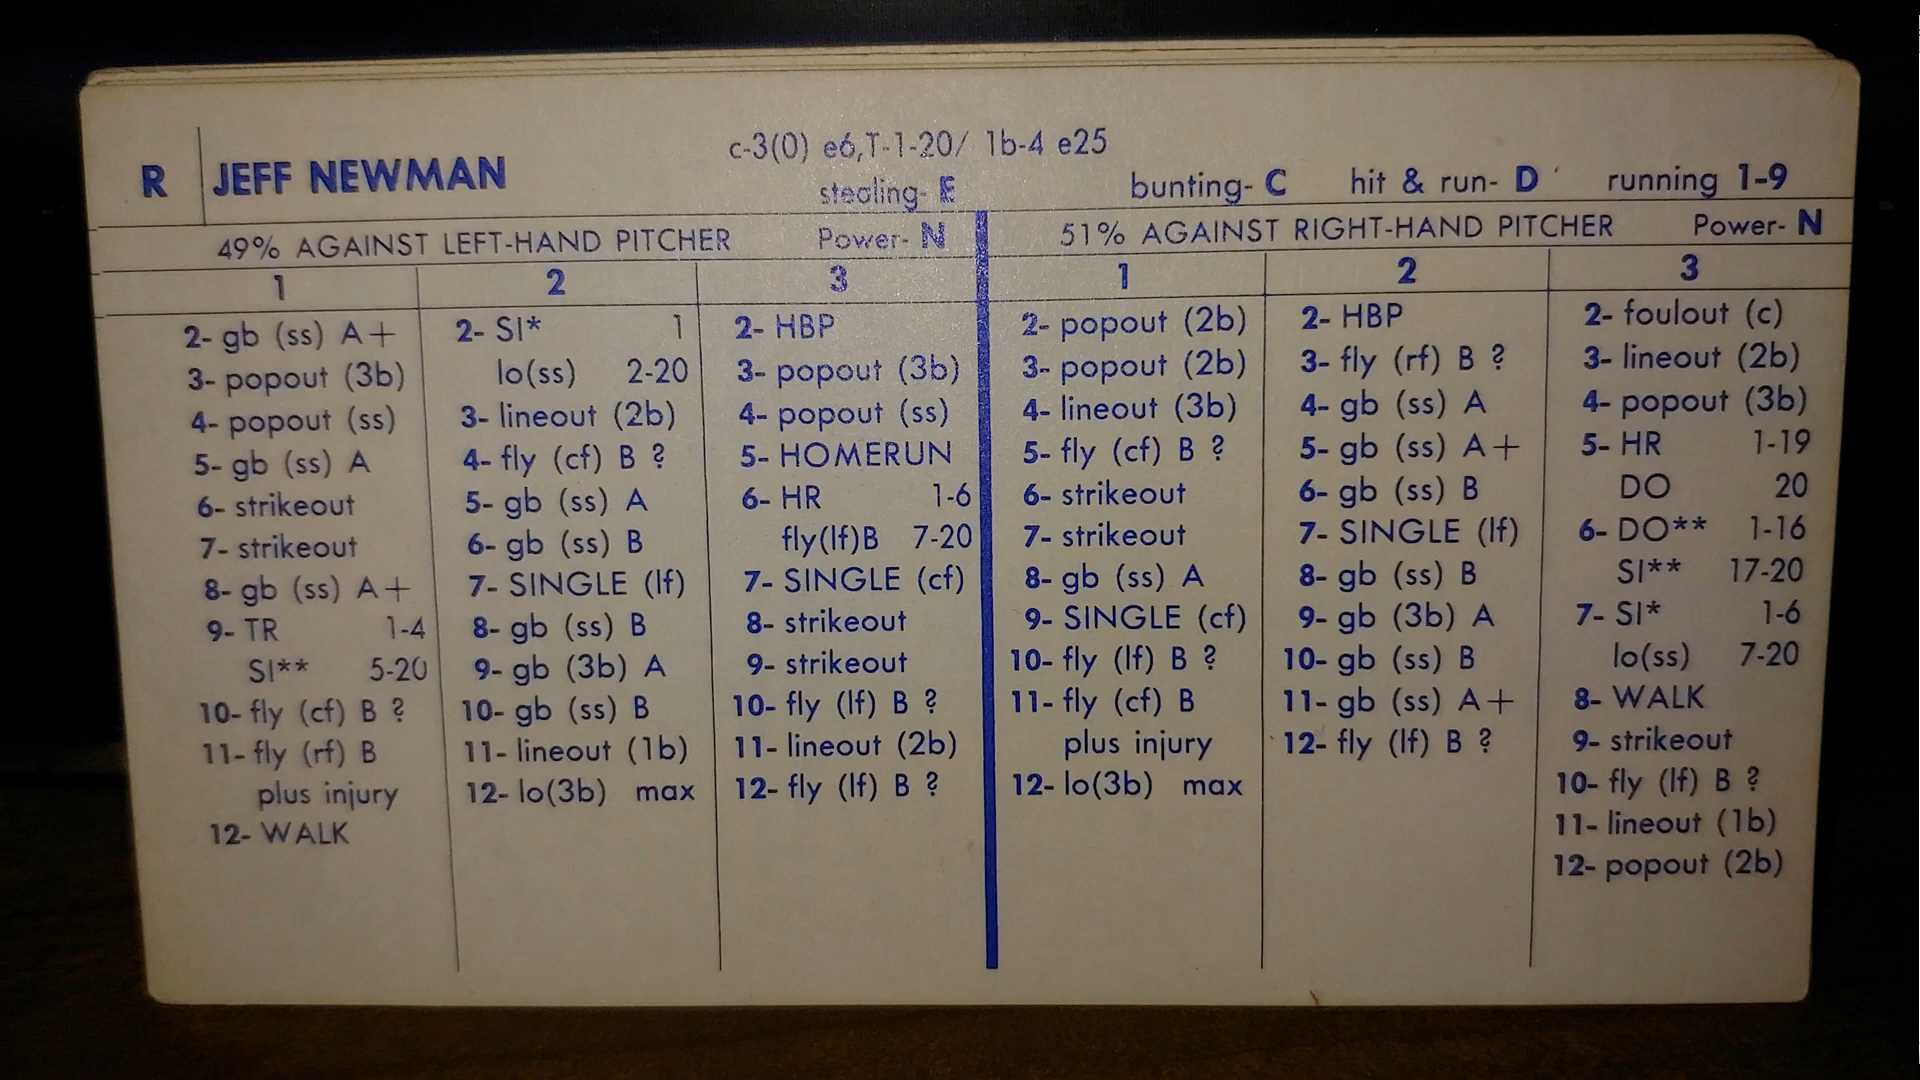 c-3(0) e6,T-1-20/ 1b-4 e25
R JEFF NEWMAN
stealing- E bunting- C hit & run- D running 1-9
49% AGAINST LEFT-HAND PITCHER Power- N
1 2 3
2- gb (ss) A+
3- popout (3b)
4- popout (ss)
5- gb (ss) A
6- strikeout
7- strikeout
8- gb (ss) A+
9- TR 1-4
SI** 5-20
10- fly (cf) B ?
11- fly (rf) B
plus injury
12- WALK
2- SI* 1
lo(ss) 2-20
3- lineout (2b)
4- fly (cf) B ?
5- gb (ss) A
6- gb (ss) B
7- SINGLE (lf)
8- gb (ss) B
9- gb (3b) A
10- gb (ss) B
11- lineout (1b)
12- lo(3b) max
2- HBP
3- popout (3b)
4- popout (ss)
5- HOMERUN
6- HR 1-6
fly(lf)B 7-20
7- SINGLE (cf)
8- strikeout
9- strikeout
10- fly (lf) B ?
11- lineout (2b)
12- fly (lf) B ?
51% AGAINST RIGHT-HAND PITCHER Power- N
1 2 3
2- popout (2b)
3- popout (2b)
4- lineout (3b)
5- fly (cf) B ?
6- strikeout
7- strikeout
8- gb (ss) A
9- SINGLE (cf)
10- fly (lf) B ?
11- fly (cf) B
plus injury
12- lo(3b) max
2- HBP
3- fly (rf) B ?
4- gb (ss) A
5- gb (ss) A+
6- gb (ss) B
7- SINGLE (lf)
8- gb (ss) B
9- gb (3b) A
10- gb (ss) B
11- gb (ss) A+
12- fly (lf) B ?
2- foulout (c)
3- lineout (2b)
4- popout (3b)
5- HR 1-19
DO 20
6- DO** 1-16
SI** 17-20
7- SI* 1-6
lo(ss) 7-20
8- WALK
9- strikeout
10- fly (lf) B ?
11- lineout (1b)
12- popout (2b)